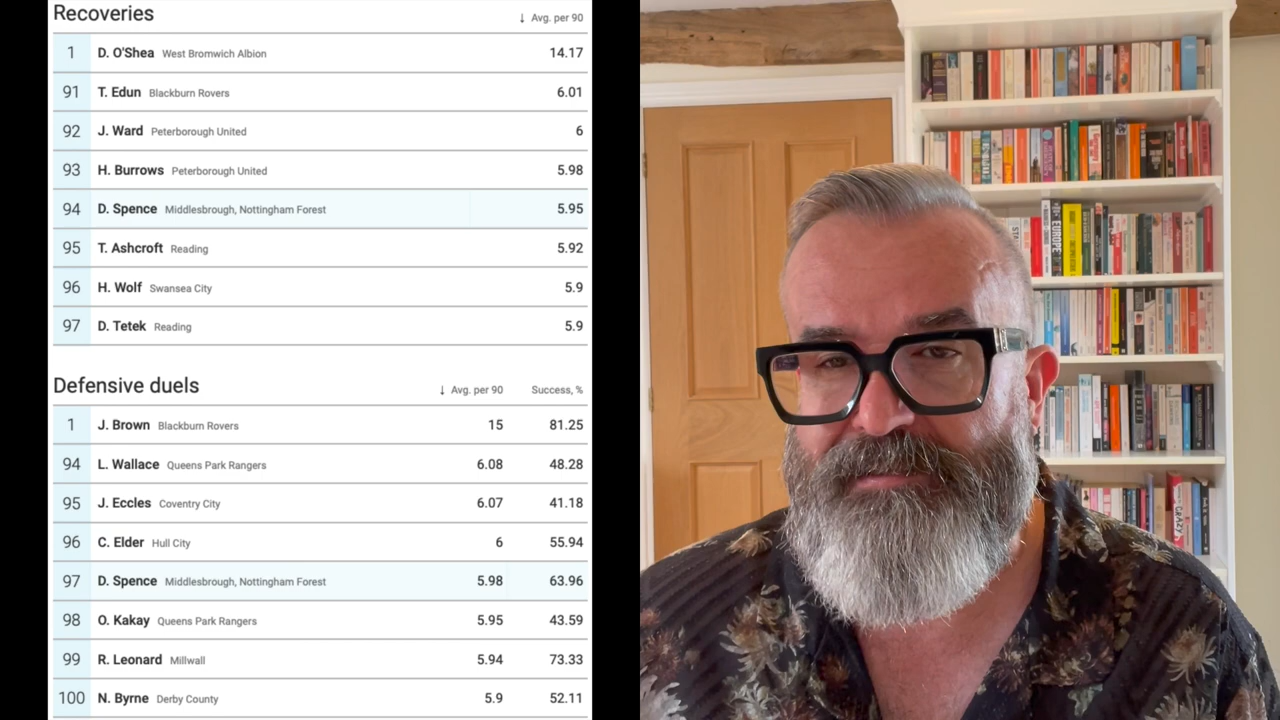 Recoveries ↓ Avg. per 90
1 D. O'Shea West Bromwich Albion 14.17
91 T. Edun Blackburn Rovers 6.01
92 J. Ward Peterborough United 6
93 H. Burrows Peterborough United 5.98
94 D. Spence Middlesbrough, Nottingham Forest 5.95
95 T. Ashcroft Reading 5.92
96 H. Wolf Swansea City 5.9
97 D. Tetek Reading 5.9
Defensive duels ↓ Avg. per 90 Success, %
1 J. Brown Blackburn Rovers 15 81.25
94 L. Wallace Queens Park Rangers 6.08 48.28
95 J. Eccles Coventry City 6.07 41.18
96 C. Elder Hull City 6 55.94
97 D. Spence Middlesbrough, Nottingham Forest 5.98 63.96
98 O. Kakay Queens Park Rangers 5.95 43.59
99 R. Leonard Millwall 5.94 73.33
100 N. Byrne Derby County 5.9 52.11
EUROPE
CRAZY